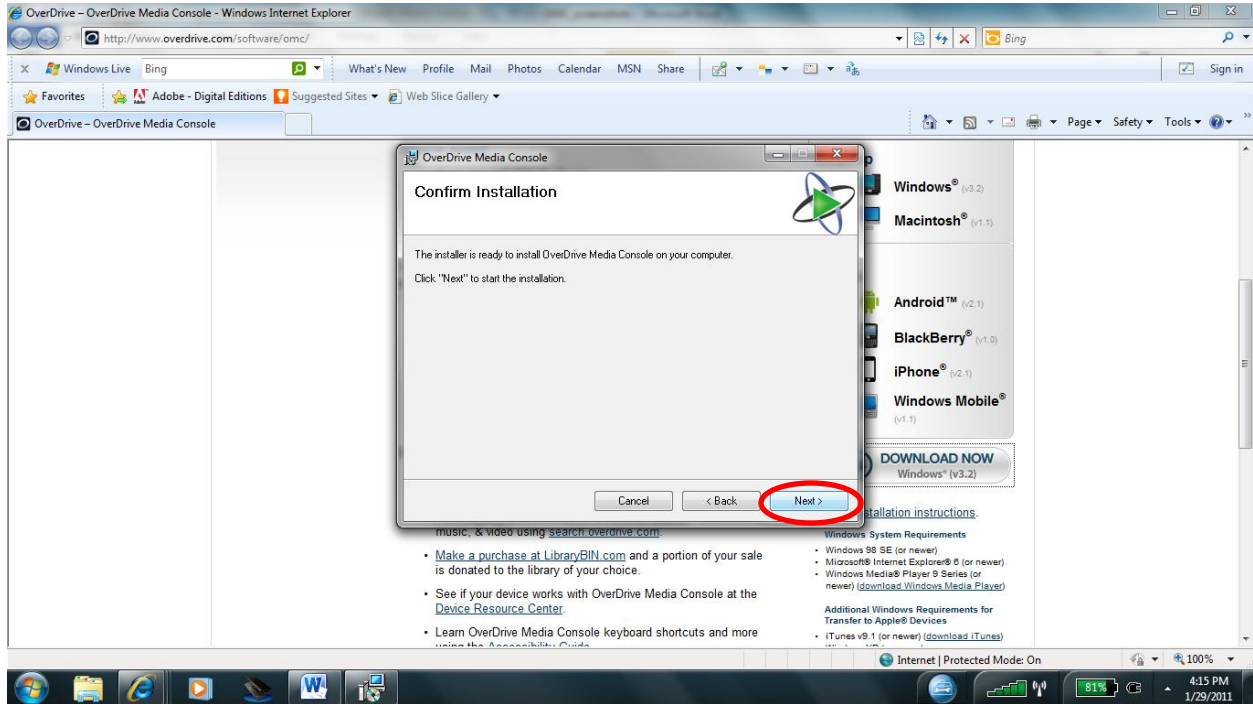 OverDrive – OverDrive Media Console - Windows Internet Explorer
http://www.overdrive.com/software/omc/
Bing
x Windows Live Bing What's New Profile Mail Photos Calendar MSN Share Sign in
Favorites Adobe - Digital Editions Suggested Sites Web Slice Gallery
OverDrive – OverDrive Media Console Page Safety Tools
OverDrive Media Console
Confirm Installation
The installer is ready to install OverDrive Media Console on your computer.
Click "Next" to start the installation.
Cancel < Back Next >
Windows® (v3.2)
Macintosh® (v1.1)
Android™ (v2.1)
BlackBerry® (v1.0)
iPhone® (v2.1)
Windows Mobile®
(v1.1)
DOWNLOAD NOW
Windows® (v3.2)
instructions.
Windows System Requirements
• Windows 98 SE (or newer)
• Microsoft® Internet Explorer® 6 (or newer)
• Windows Media® Player 9 Series (or
newer) (download Windows Media Player)
Additional Windows Requirements for
Transfer to Apple® Devices
• iTunes v9.1 (or newer) (download iTunes)
music, & video using search.overdrive.com.
• Make a purchase at LibraryBIN.com and a portion of your sale
is donated to the library of your choice.
• See if your device works with OverDrive Media Console at the
Device Resource Center.
• Learn OverDrive Media Console keyboard shortcuts and more
using the Accessibility Guide
Internet | Protected Mode: On 100%
81% 4:15 PM
1/29/2011